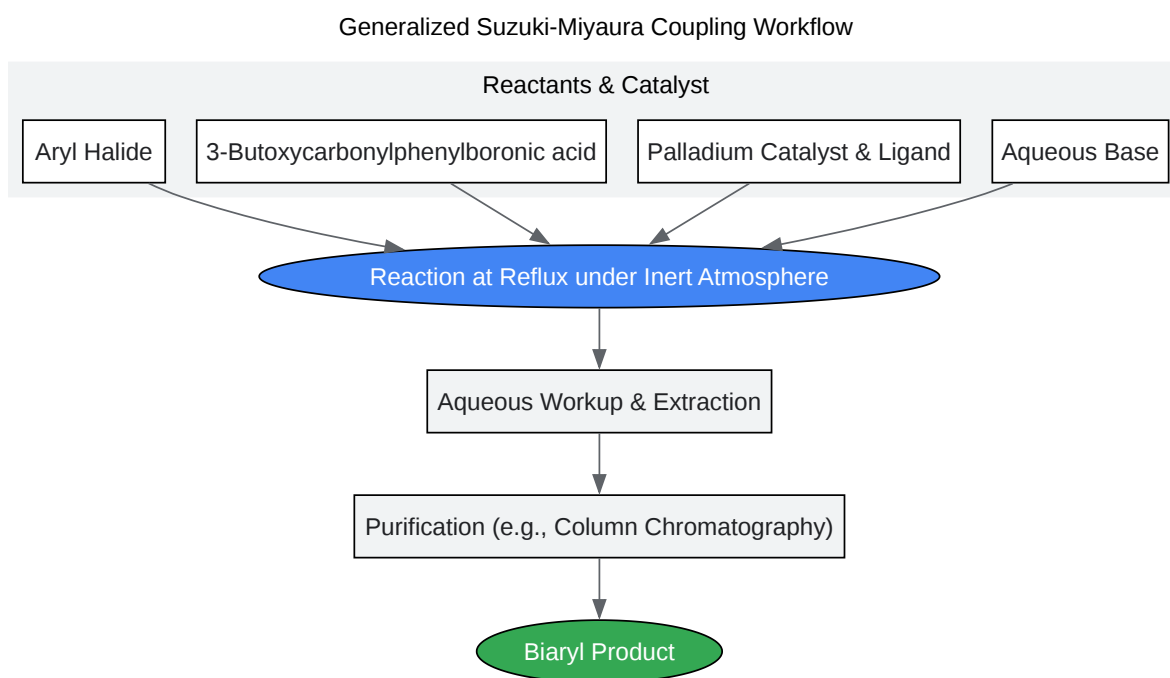 Generalized Suzuki-Miyaura Coupling Workflow
Reactants & Catalyst
Aryl Halide
3-Butoxycarbonylphenylboronic acid
Palladium Catalyst & Ligand
Aqueous Base
Reaction at Reflux under Inert Atmosphere
Aqueous Workup & Extraction
Purification (e.g., Column Chromatography)
Biaryl Product